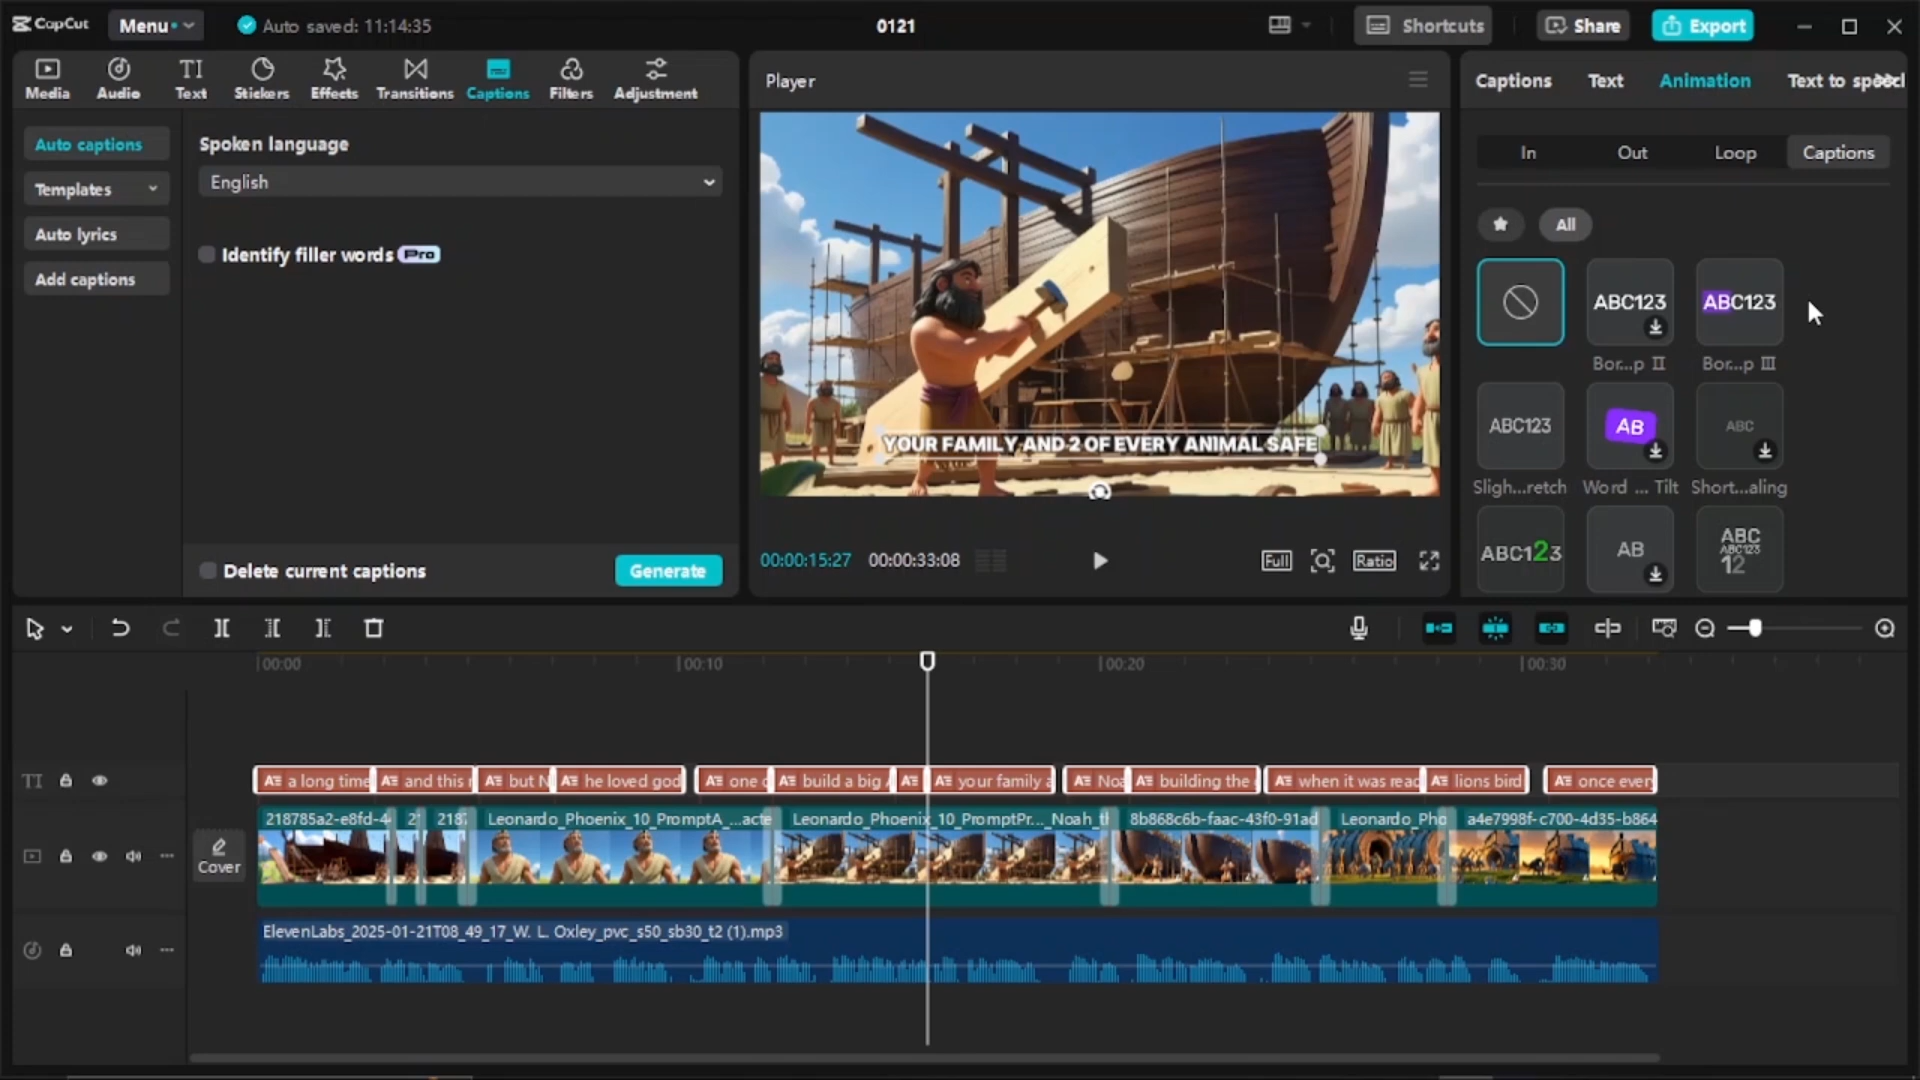 CapCut
Menu
Auto saved: 11:14:35
0121
Shortcuts
Share
Export
Media
Audio
TI
Text
Stickers
Effects
Transitions
Captions
Filters
Adjustment
Auto captions
Templates
Auto lyrics
Add captions
Spoken language
English
Identify filler words Pro
Delete current captions
Generate
Player
YOUR FAMILY AND 2 OF EVERY ANIMAL SAFE
00:00:15:27 00:00:33:08
Full
Ratio
Captions Text Animation Text to speec
In Out Loop Captions
All
ABC123
ABC123
Bor...p II Bor...p III
ABC123
AB
ABC
Sligh...retch Word ... Tilt Short...aling
ABC123
AB
ABC
ABC123
12
00:00 00:10 00:20 00:30
TI
a long time and this r but N he loved god one build a big your family a Noa building the when it was read lions bird once ever
Cover
218785a2-e8fd-4 2 2187 Leonardo_Phoenix_10_PromptA_...acte Leonardo_Phoenix_10_PromptPr..._Noah_t 8b868c6b-faac-43f0-91ad Leonardo_Pho a4e7998f-c700-4d35-b864
ElevenLabs_2025-01-21T08_49_17_W. L. Oxley_pvc_s50_sb30_t2 (1).mp3